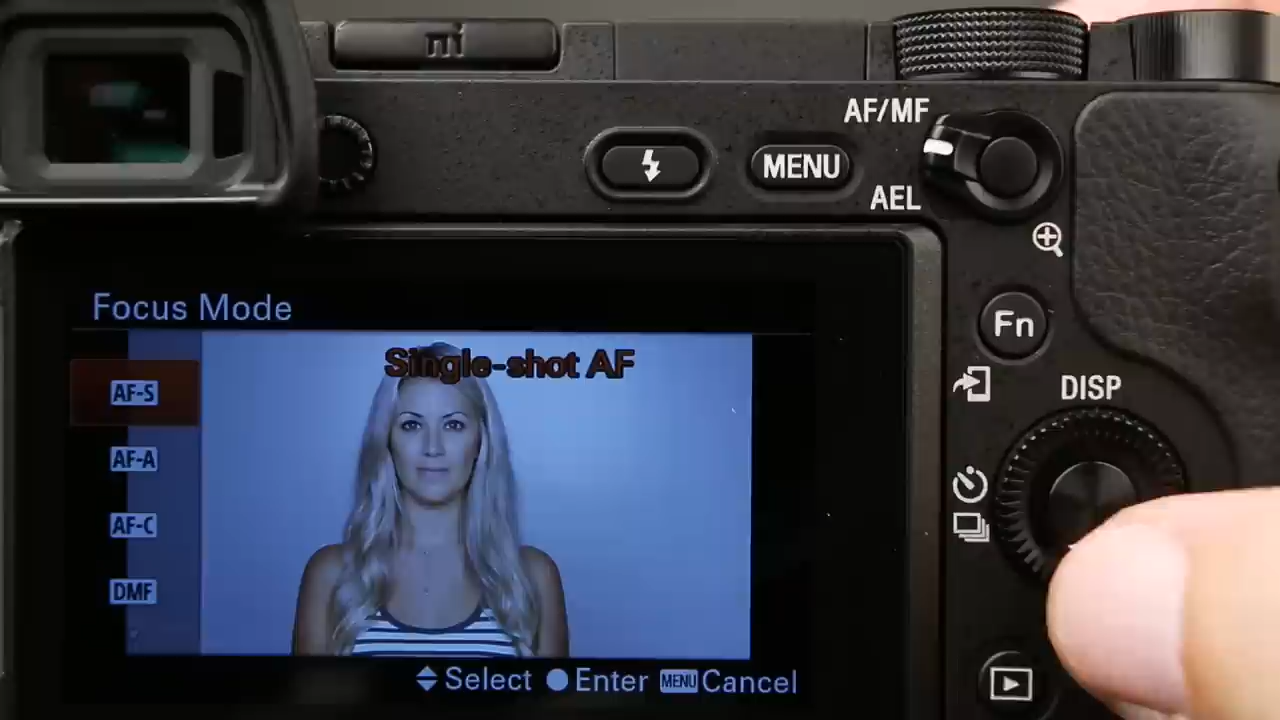 AF/MF
MENU
AEL
Fn
DISP
Focus Mode
Single-shot AF
AF-S
AF-A
AF-C
DMF
Select Enter MENU Cancel